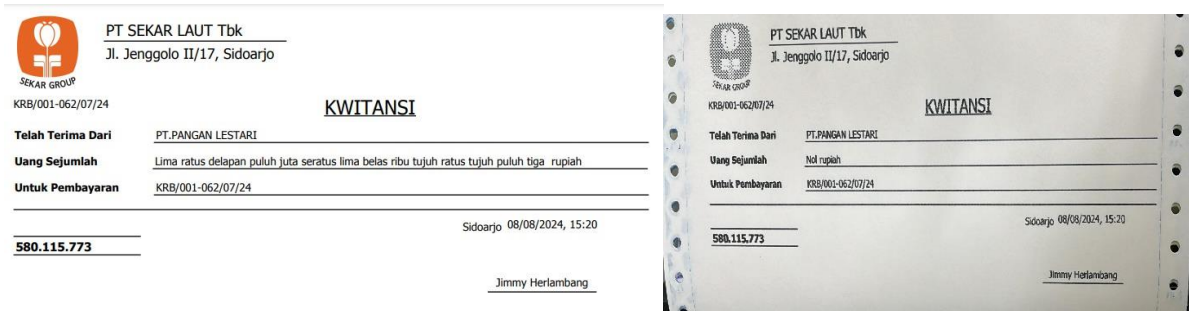 PT SEKAR LAUT Tbk
Jl. Jenggolo II/17, Sidoarjo
SEKAR GROUP
KRB/001-062/07/24
KWITANSI
Telah Terima Dari PT.PANGAN LESTARI
Uang Sejumlah Lima ratus delapan puluh juta seratus lima belas ribu tujuh ratus tujuh puluh tiga rupiah
Untuk Pembayaran KRB/001-062/07/24
Sidoarjo 08/08/2024, 15:20
580.115.773
Jimmy Herlambang
PT SEKAR LAUT Tbk
Jl. Jenggolo II/17, Sidoarjo
SEKAR GROUP
KRB/001-062/07/24
KWITANSI
Telah Terima Dari PT.PANGAN LESTARI
Uang Sejumlah Nol rupiah
Untuk Pembayaran KRB/001-062/07/24
Sidoarjo 08/08/2024, 15:20
580.115.773
Jimmy Herlambang